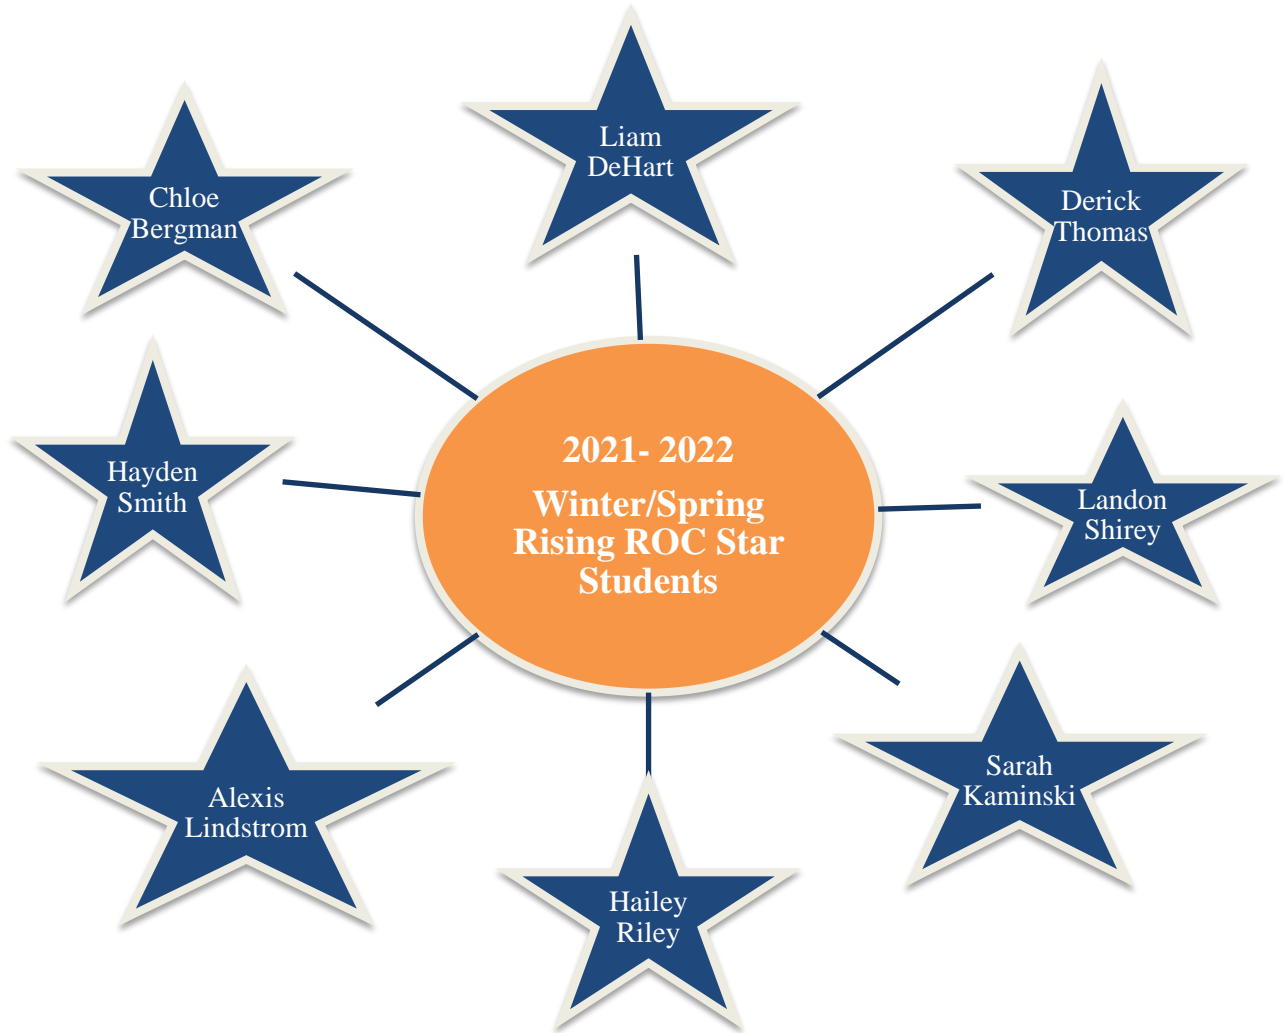 Liam
DeHart
Chloe
Bergman
Derick
Thomas
Hayden
Smith
2021- 2022
Winter/Spring
Rising ROC Star
Students
Landon
Shirey
Alexis
Lindstrom
Sarah
Kaminski
Hailey
Riley